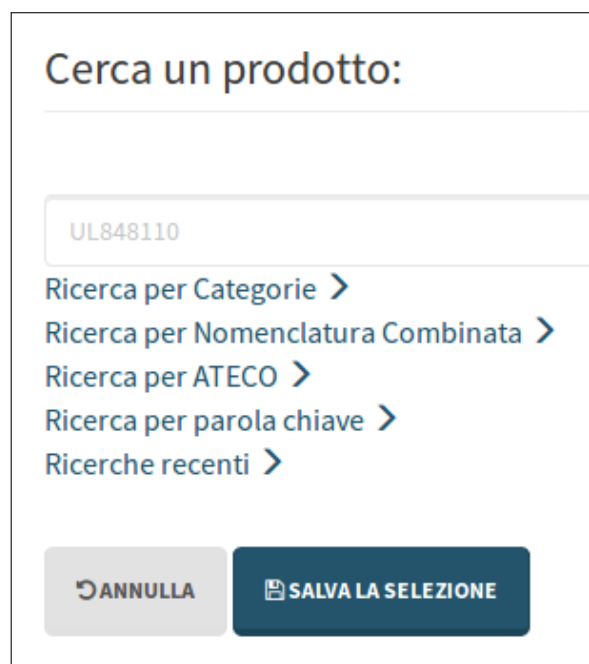 Cerca un prodotto:
UL848110
Ricerca per Categorie
Ricerca per Nomenclatura Combinata
Ricerca per ATECO
Ricerca per parola chiave
Ricerche recenti
ANNULLA SALVA LA SELEZIONE